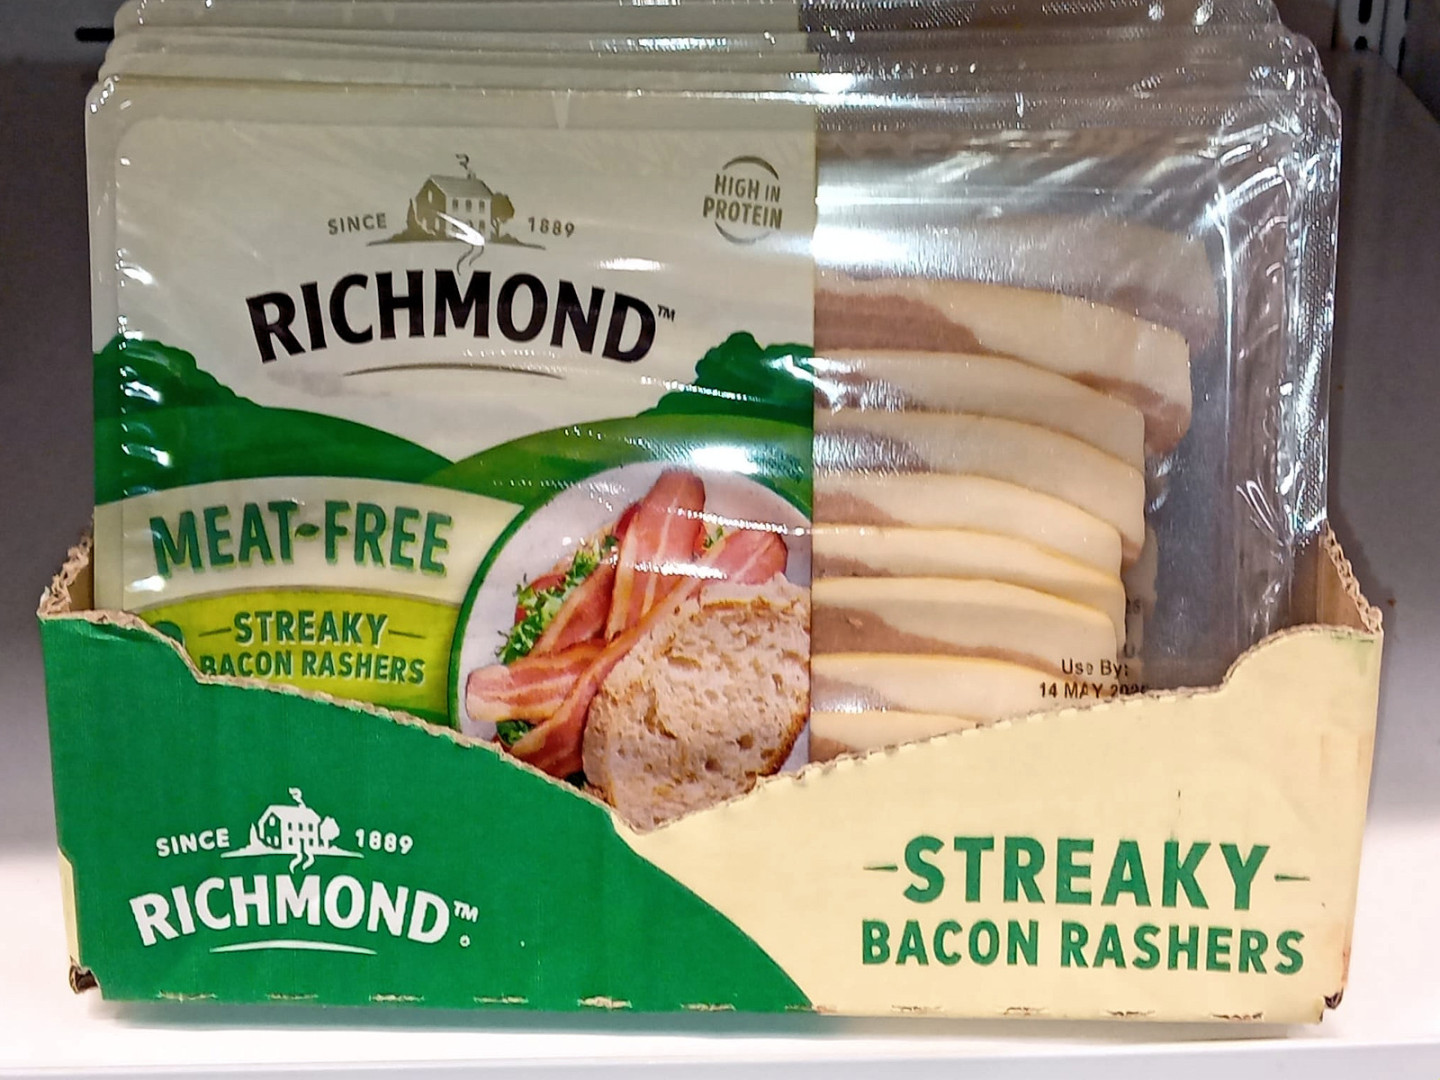 HIGH IN
PROTEIN
SINCE 1889
RICHMOND™
MEAT-FREE
STREAKY
BACON RASHERS
Use By:
14 MAY
SINCE 1889
RICHMOND™
STREAKY
BACON RASHERS